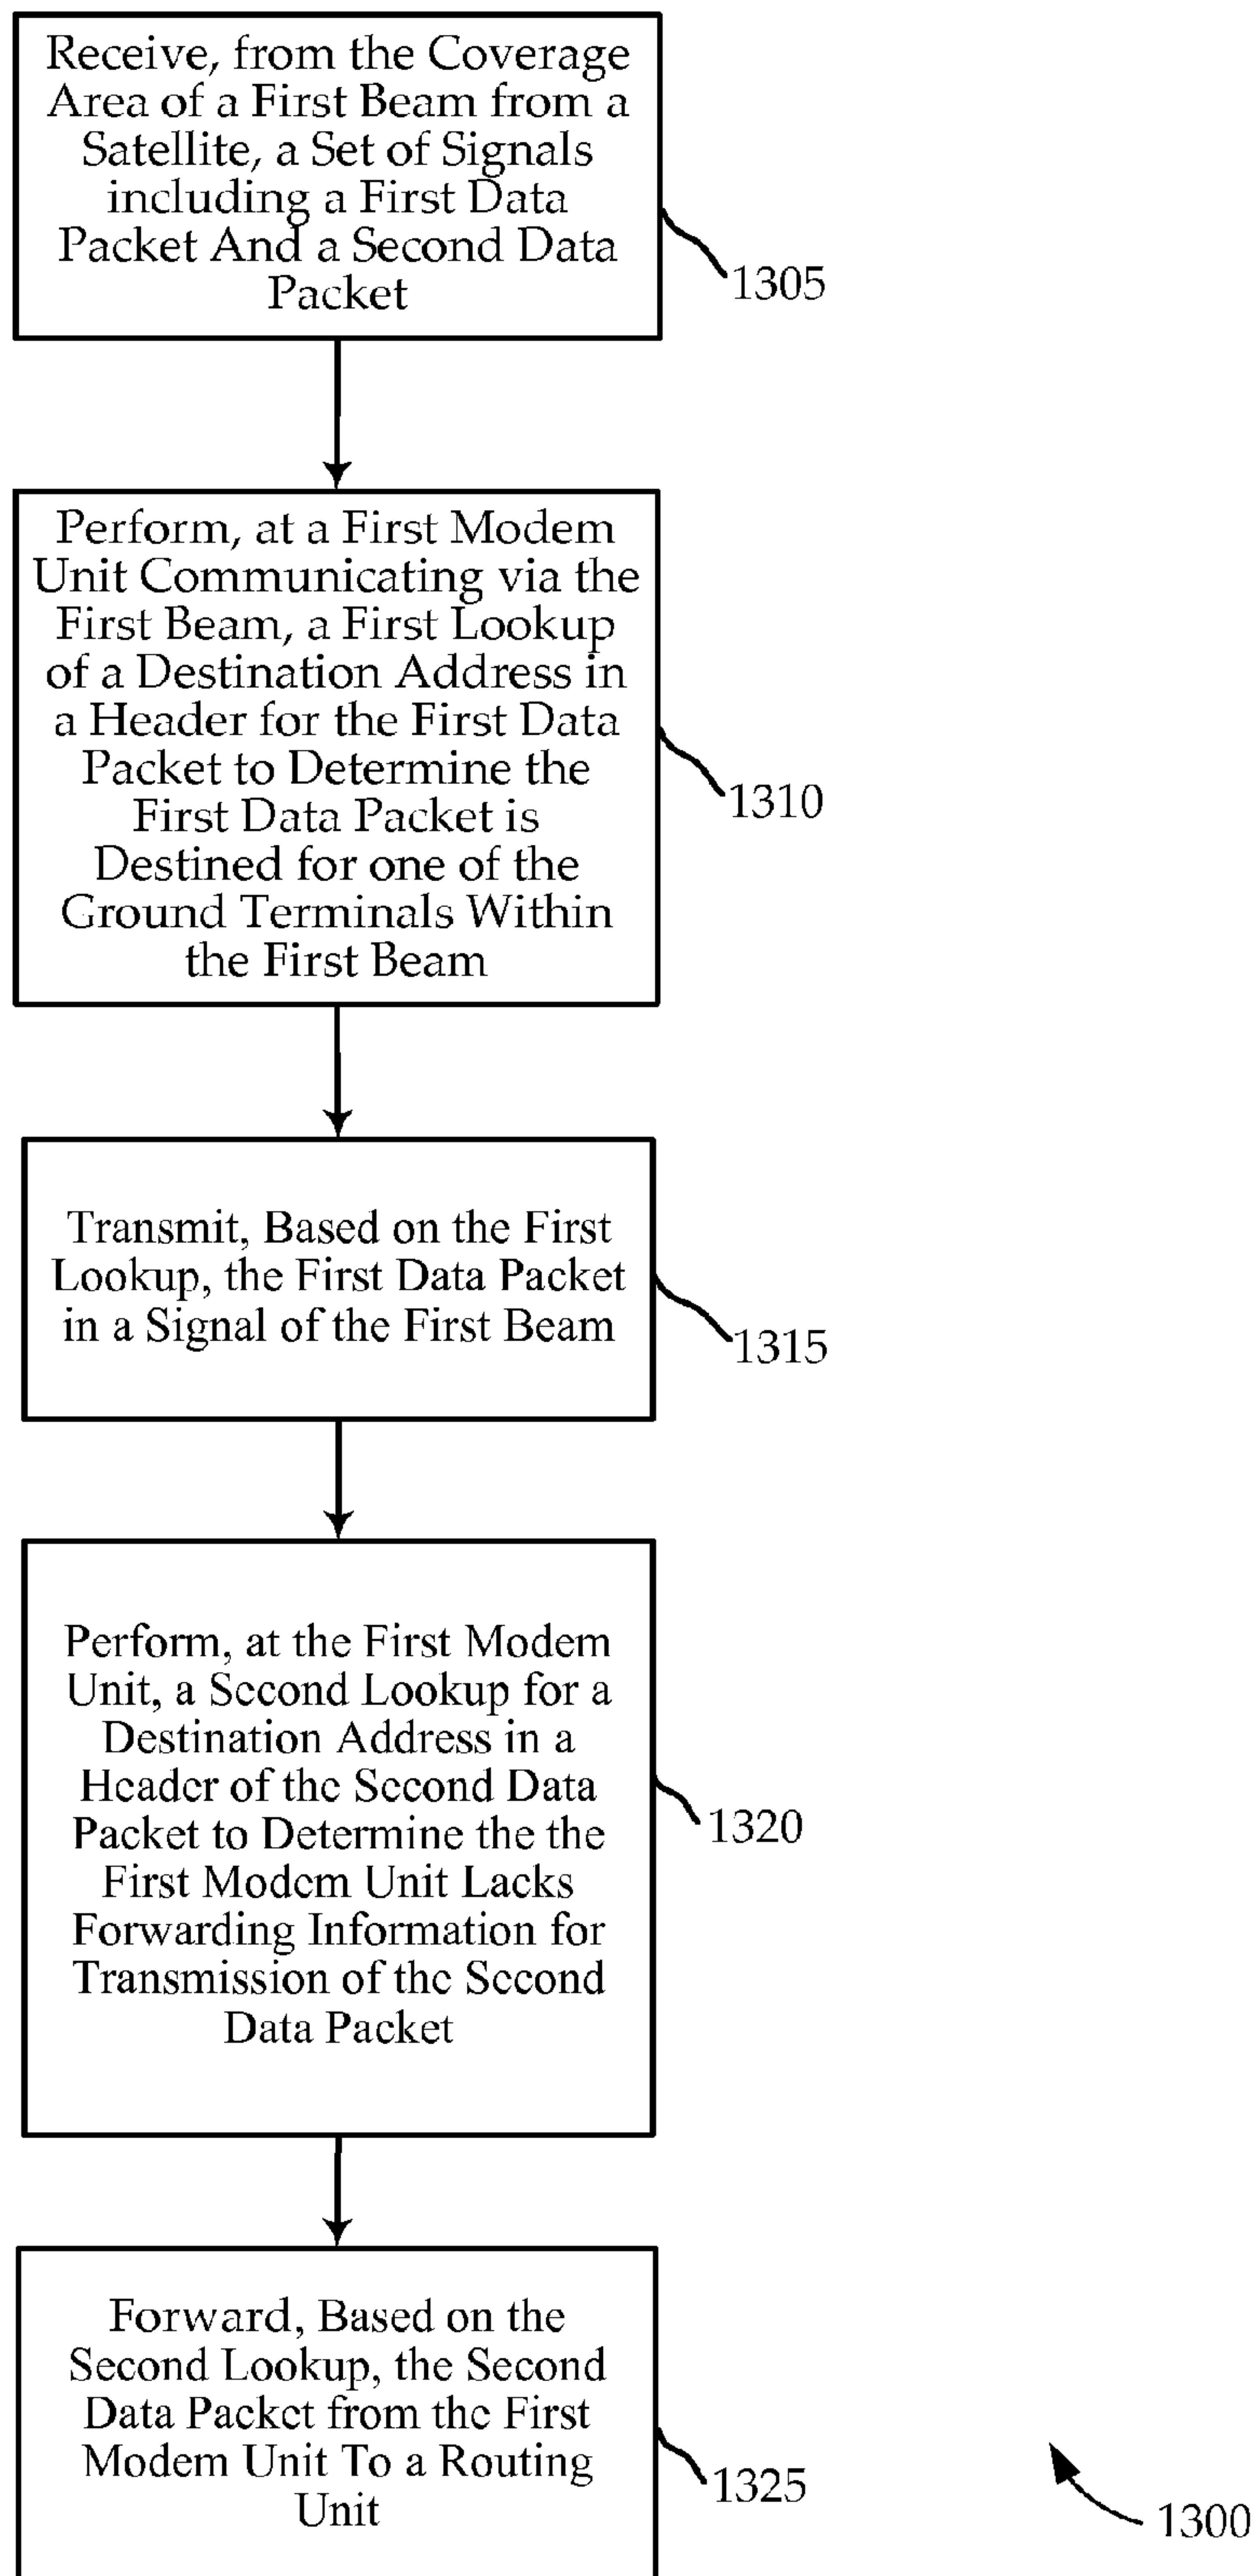 Receive, from the Coverage
Area of a First Beam from a
Satellite, a Set of Signals
including a First Data
Packet And a Second Data
Packet
1305
Perform, at a First Modem
Unit Communicating via the
First Beam, a First Lookup
of a Destination Address in
a Header for the First Data
Packet to Determine the
First Data Packet is
Destined for one of the
Ground Terminals Within
the First Beam
1310
Transmit, Based on the First
Lookup, the First Data Packet
in a Signal of the First Beam
1315
Perform, at the First Modem
Unit, a Second Lookup for a
Destination Address in a
Header of the Second Data
Packet to Determine the the
First Modem Unit Lacks
Forwarding Information for
Transmission of the Second
Data Packet
1320
Forward, Based on the
Second Lookup, the Second
Data Packet from the First
Modem Unit To a Routing
Unit
1325
1300